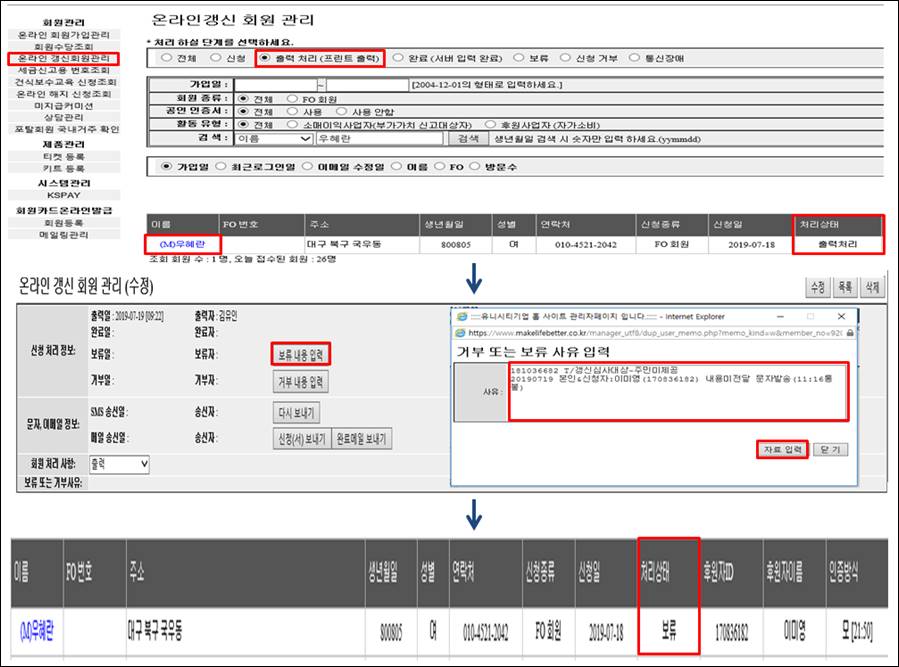 회원관리
온라인 회원가입관리
회원수당조회
온라인 갱신회원관리
세금신고용 번호조회
건식보수교육 신청조회
온라인 해지 신청조회
미지급커미션
상담관리
포탈회원 국내거주 확인
제품관리
티켓 등록
키트 등록
시스템관리
KSPAY
회원카드온라인발급
회원등록
메일링관리
온라인갱신 회원 관리
* 처리 하실 단계를 선택하세요.
전체 신청 출력 처리 (프린트 출력) 완료 (서버 입력 완료) 보류 신청 거부 통신장애
가입일 : ~ [2004-12-01의 형태로 입력하세요.]
회원 종류 : 전체 FO 회원
공인 인증서 : 전체 사용 사용 안함
활동 유형 : 전체 소매이익사업자(부가가치 신고대상자) 후원사업자 (자가소비)
검 색 : 이름 우혜란 검색 생년월일 검색 시 숫자만 입력 하세요.(yymmdd)
가입일 최근로그인일 이메일 수정일 이름 FO 방문수
이름 FO 번호 주소 생년월일 성별 연락처 신청종류 신청일 처리상태
(M)우혜란 대구 북구 국우동 800805 여 010-4521-2042 FO 회원 2019-07-18 출력처리
조회 회원 수 : 1 명, 오늘 접수된 회원 : 26명
온라인 갱신 회원 관리 (수정)
수정 목록 삭제
신청 처리 정보:
출력일 : 2019-07-19 [09:22] 출력자 : 김유인
완료일 : 완료자 :
보류일 : 보류자 : 보류 내용 입력
거부일 : 거부자 : 거부 내용 입력
문자, 이메일 정보:
SMS 송신일 : 송신자 : 다시 보내기
메일 송신일 : 송신자 : 신청(서) 보내기 완료메일 보내기
회원 처리 사항: 출력
보류 또는 거부사유:
::::유니시티기업 홈 사이트 관리자페이지 입니다.:::: - Internet Explorer
https://www.makelifebetter.co.kr/manager_utf8/dup_user_memo.php?memo_kind=w&member_no=920
거부 또는 보류 사유 입력
사유 :
181036682 T/갱신심사대상-주민미제공
20190719 본인&신청자:이미영(170836182) 내용미전달 문자발송(11:16통
불)
자료 입력 닫 기
이름 FO 번호 주소 생년월일 성별 연락처 신청종류 신청일 처리상태 후원자ID 후원자이름 인증방식
(M)우혜란 대구 북구 국우동 800805 여 010-4521-2042 FO 회원 2019-07-18 보류 170836182 이미영 모 [21:50]